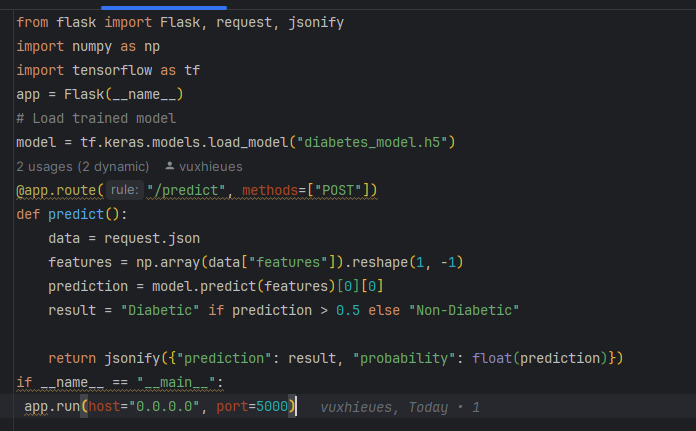 from flask import Flask, request, jsonify
import numpy as np
import tensorflow as tf
app = Flask(__name__)
# Load trained model
model = tf.keras.models.load_model("diabetes_model.h5")
2 usages (2 dynamic) vuxhieues
@app.route(rule: "/predict", methods=["POST"])
def predict():
    data = request.json
    features = np.array(data["features"]).reshape(1, -1)
    prediction = model.predict(features)[0][0]
    result = "Diabetic" if prediction > 0.5 else "Non-Diabetic"
    return jsonify({"prediction": result, "probability": float(prediction)})
if __name__ == "__main__":
 app.run(host="0.0.0.0", port=5000) vuxhieues, Today • 1